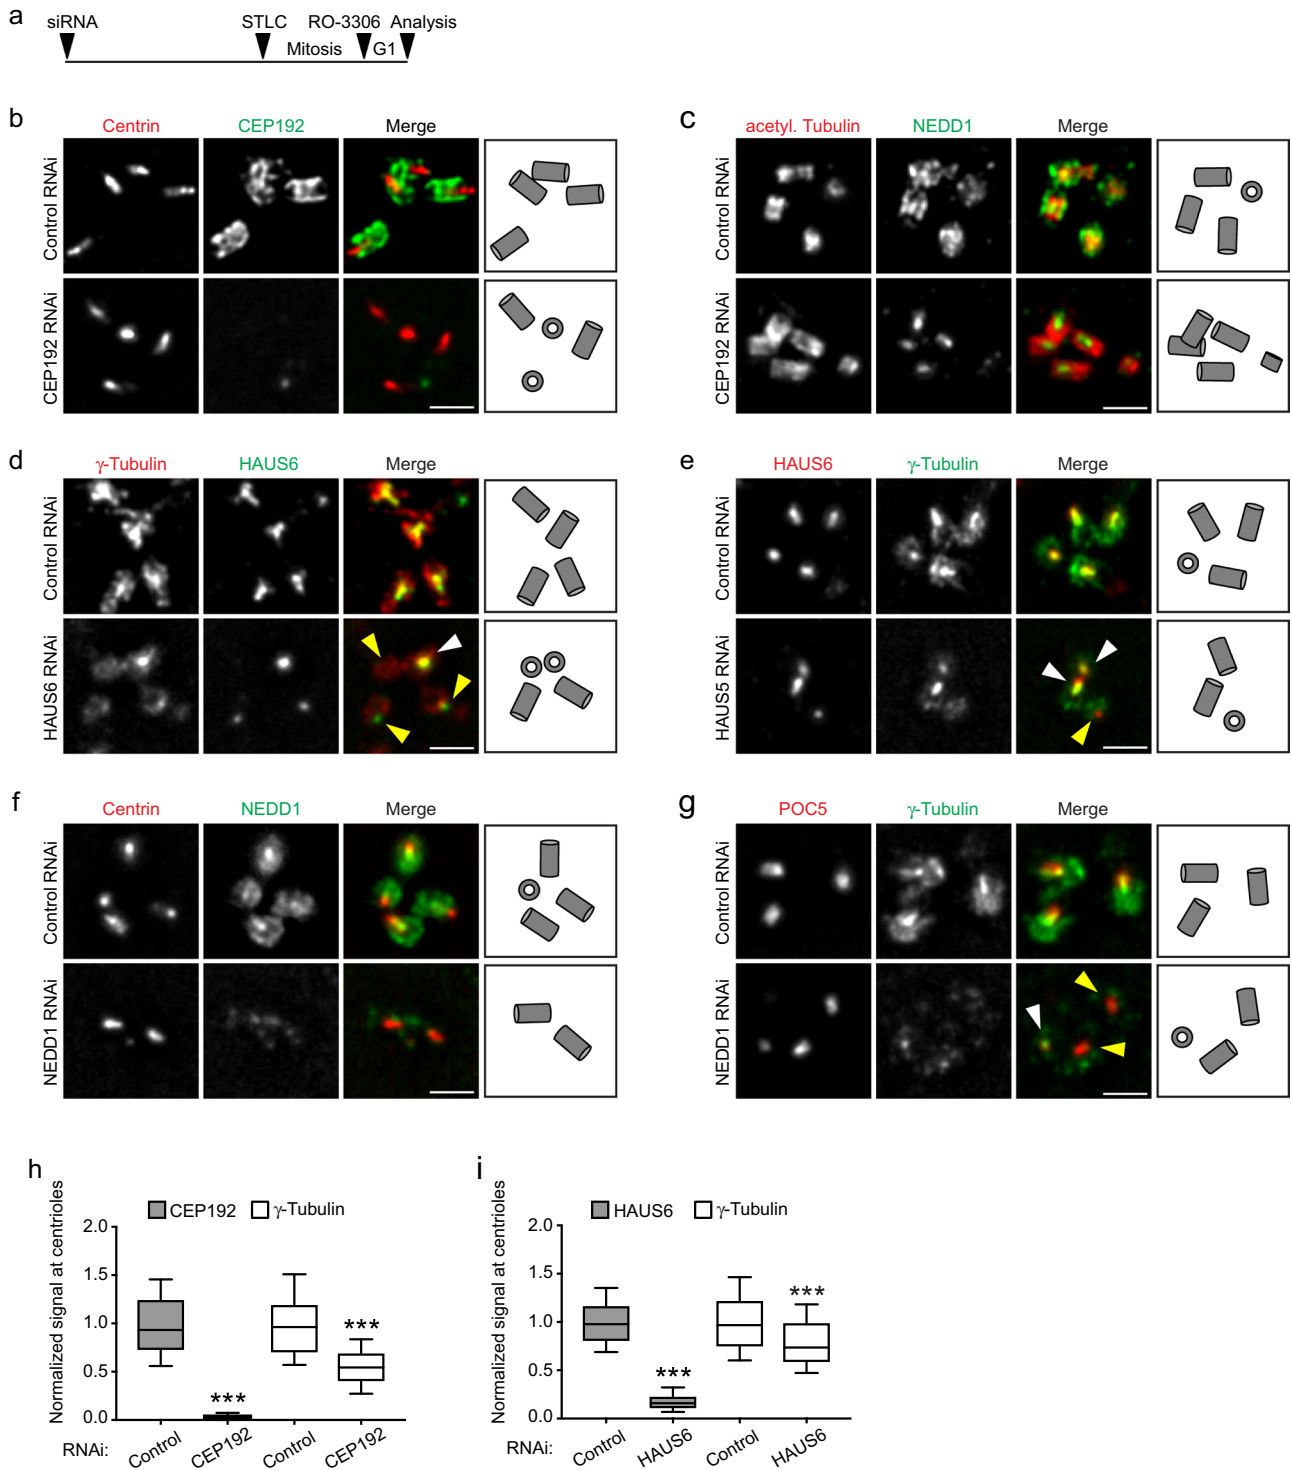 a
siRNA STLC RO-3306 Analysis
Mitosis G1
b
Centrin CEP192 Merge
Control RNAi
CEP192 RNAi
c
acetyl. Tubulin NEDD1 Merge
Control RNAi
CEP192 RNAi
d
γ-Tubulin HAUS6 Merge
Control RNAi
HAUS6 RNAi
e
HAUS6 γ-Tubulin Merge
Control RNAi
HAUS5 RNAi
f
Centrin NEDD1 Merge
Control RNAi
NEDD1 RNAi
g
POC5 γ-Tubulin Merge
Control RNAi
NEDD1 RNAi
h
CEP192 γ-Tubulin
Normalized signal at centrioles
2.0
1.5
1.0
0.5
0.0
***
***
RNAi: Control CEP192 Control CEP192
i
HAUS6 γ-Tubulin
Normalized signal at centrioles
2.0
1.5
1.0
0.5
0.0
***
***
RNAi: Control HAUS6 Control HAUS6